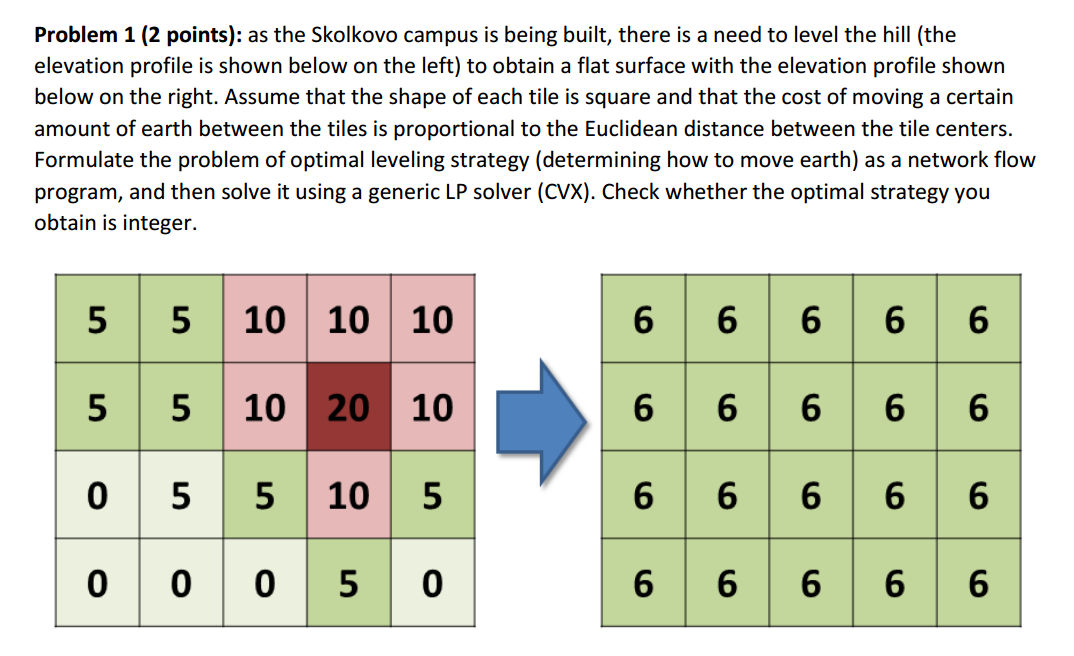 Problem 1 (2 points): as the Skolkovo campus is being built, there is a need to level the hill (the
elevation profile is shown below on the left) to obtain a flat surface with the elevation profile shown
below on the right. Assume that the shape of each tile is square and that the cost of moving a certain
amount of earth between the tiles is proportional to the Euclidean distance between the tile centers.
Formulate the problem of optimal leveling strategy (determining how to move earth) as a network flow
program, and then solve it using a generic LP solver (CVX). Check whether the optimal strategy you
obtain is integer.
5 5 10 10 10
5 5 10 20 10
0 5 5 10 5
0 0 0 5 0
6 6 6 6 6
6 6 6 6 6
6 6 6 6 6
6 6 6 6 6